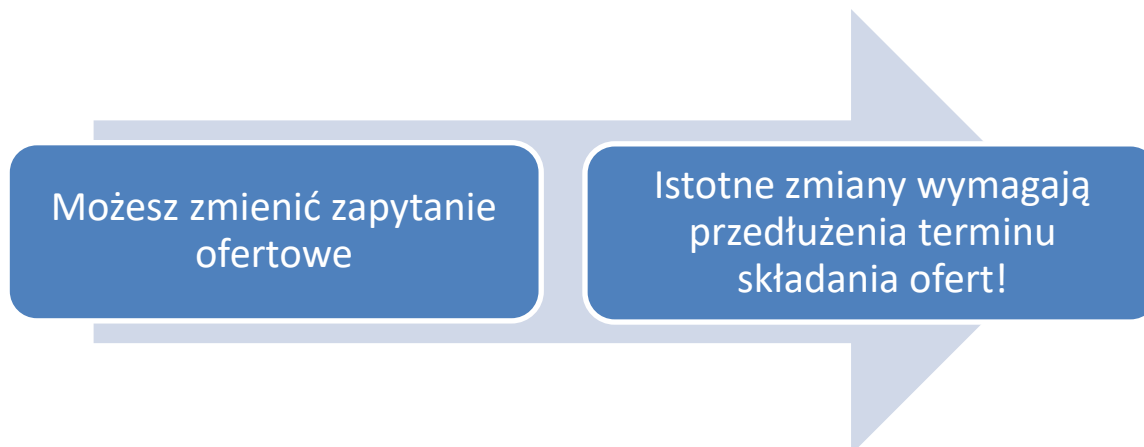 Możesz zmienić zapytanie
ofertowe
Istotne zmiany wymagają
przedłużenia terminu
składania ofert!